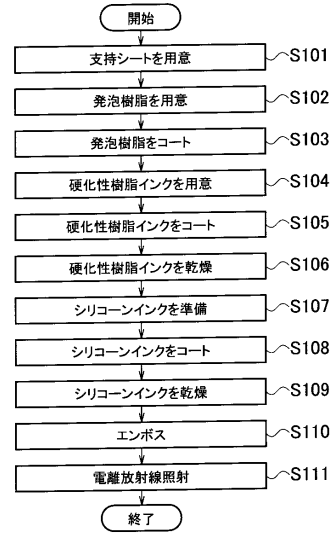 開始
支持シートを用意 S101
発泡樹脂を用意 S102
発泡樹脂をコート S103
硬化性樹脂インクを用意 S104
硬化性樹脂インクをコート S105
硬化性樹脂インクを乾燥 S106
シリコーンインクを準備 S107
シリコーンインクをコート S108
シリコーンインクを乾燥 S109
エンボス S110
電離放射線照射 S111
終了